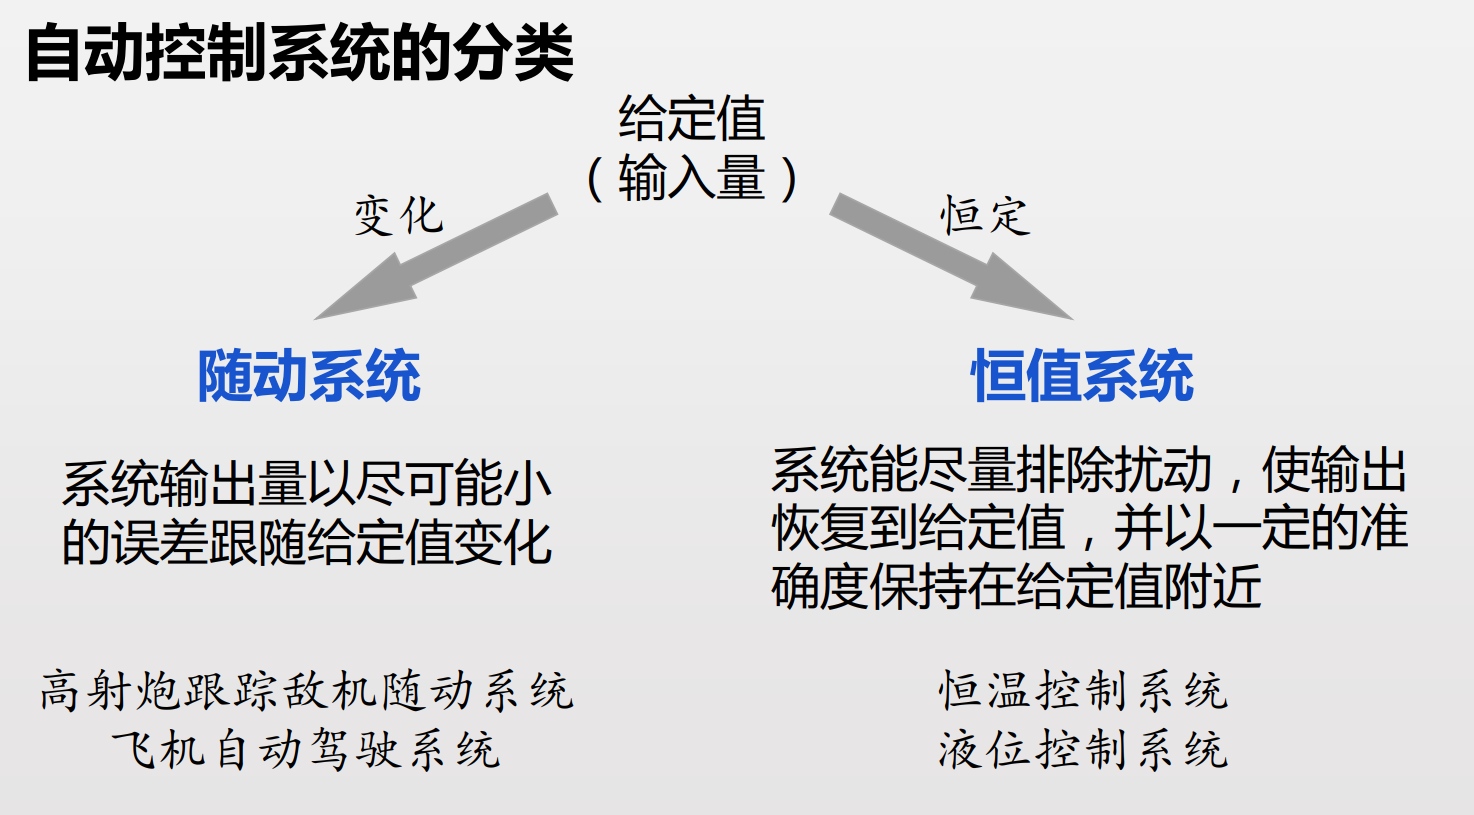 自动控制系统的分类
给定值
（输入量）
变化
恒定
随动系统
恒值系统
系统输出量以尽可能小
的误差跟随给定值变化
系统能尽量排除扰动，使输出
恢复到给定值，并以一定的准
确度保持在给定值附近
高射炮跟踪敌机随动系统
飞机自动驾驶系统
恒温控制系统
液位控制系统